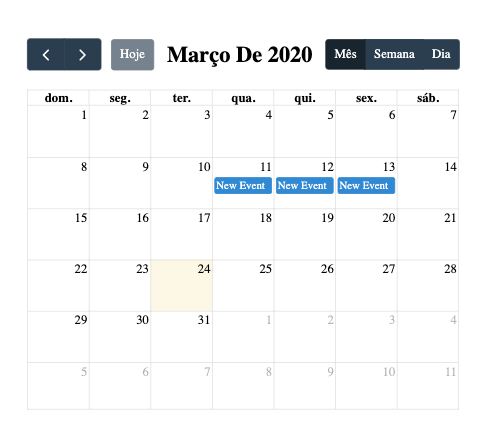 Hoje Março De 2020 Mês Semana Dia
dom. seg. ter. qua. qui. sex. sáb.
1 2 3 4 5 6 7
8 9 10 11 12 13 14
New Event New Event New Event
15 16 17 18 19 20 21
22 23 24 25 26 27 28
29 30 31 1 2 3 4
5 6 7 8 9 10 11